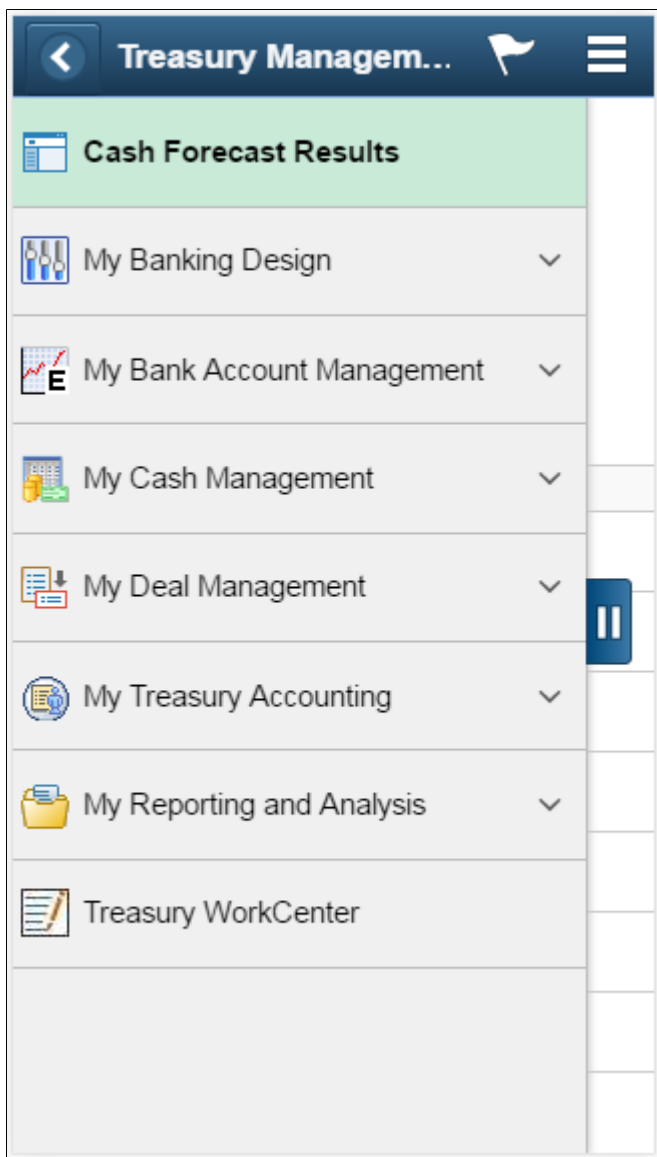 Treasury Managem...
Cash Forecast Results
My Banking Design
My Bank Account Management
My Cash Management
My Deal Management
My Treasury Accounting
My Reporting and Analysis
Treasury WorkCenter